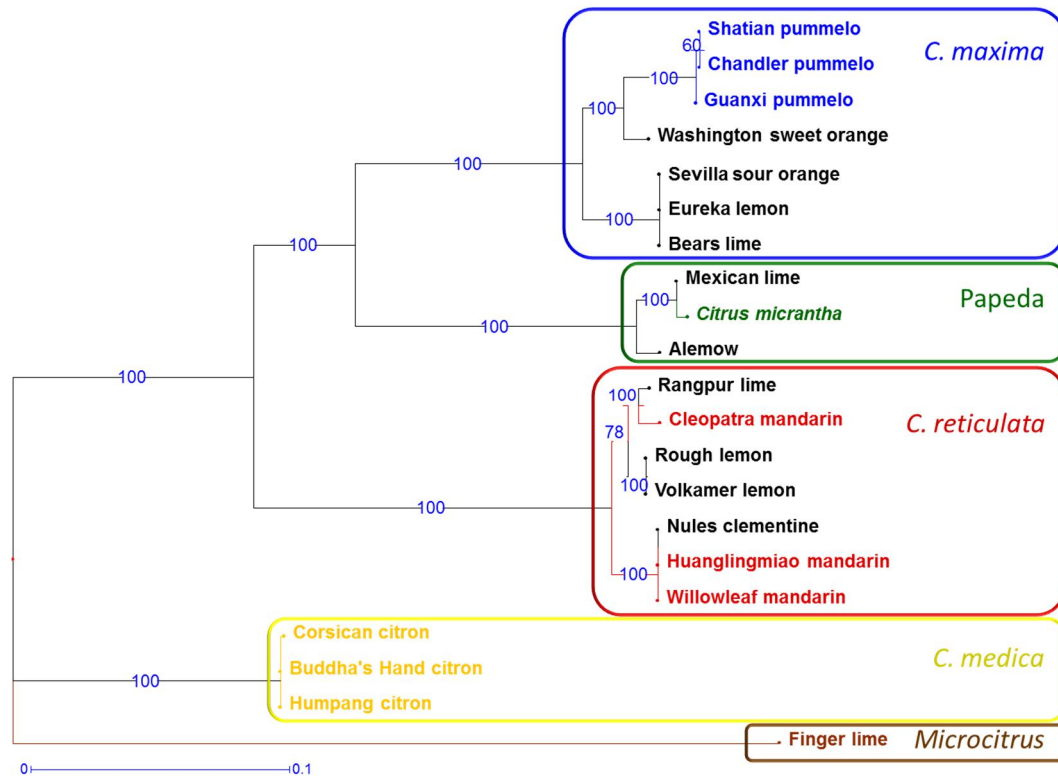 Shatian pummelo
C. maxima
60
Chandler pummelo
100
Guanxi pummelo
100
Washington sweet orange
100
Sevilla sour orange
Eureka lemon
100
Bears lime
100
Mexican lime
Papeda
100
Citrus micrantha
100
Alemow
100
Rangpur lime
100
Cleopatra mandarin
C. reticulata
78
Rough lemon
100
Volkamer lemon
100
Nules clementine
Huanglingmiao mandarin
100
Willowleaf mandarin
Corsican citron
C. medica
Buddha's Hand citron
100
Humpang citron
Finger lime
Microcitrus
0
0.1